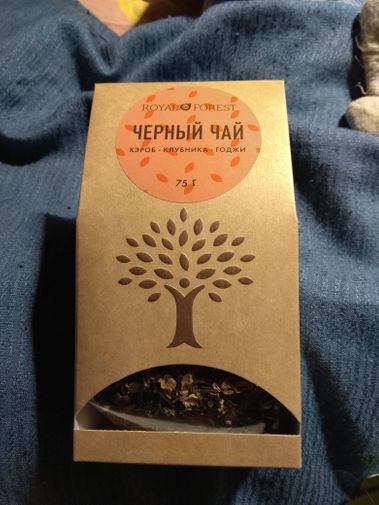 ROYAL FOREST
ЧЕРНЫЙ ЧАЙ
КЭРОБ • КЛУБНИКА • ГОДЖИ
75 Г